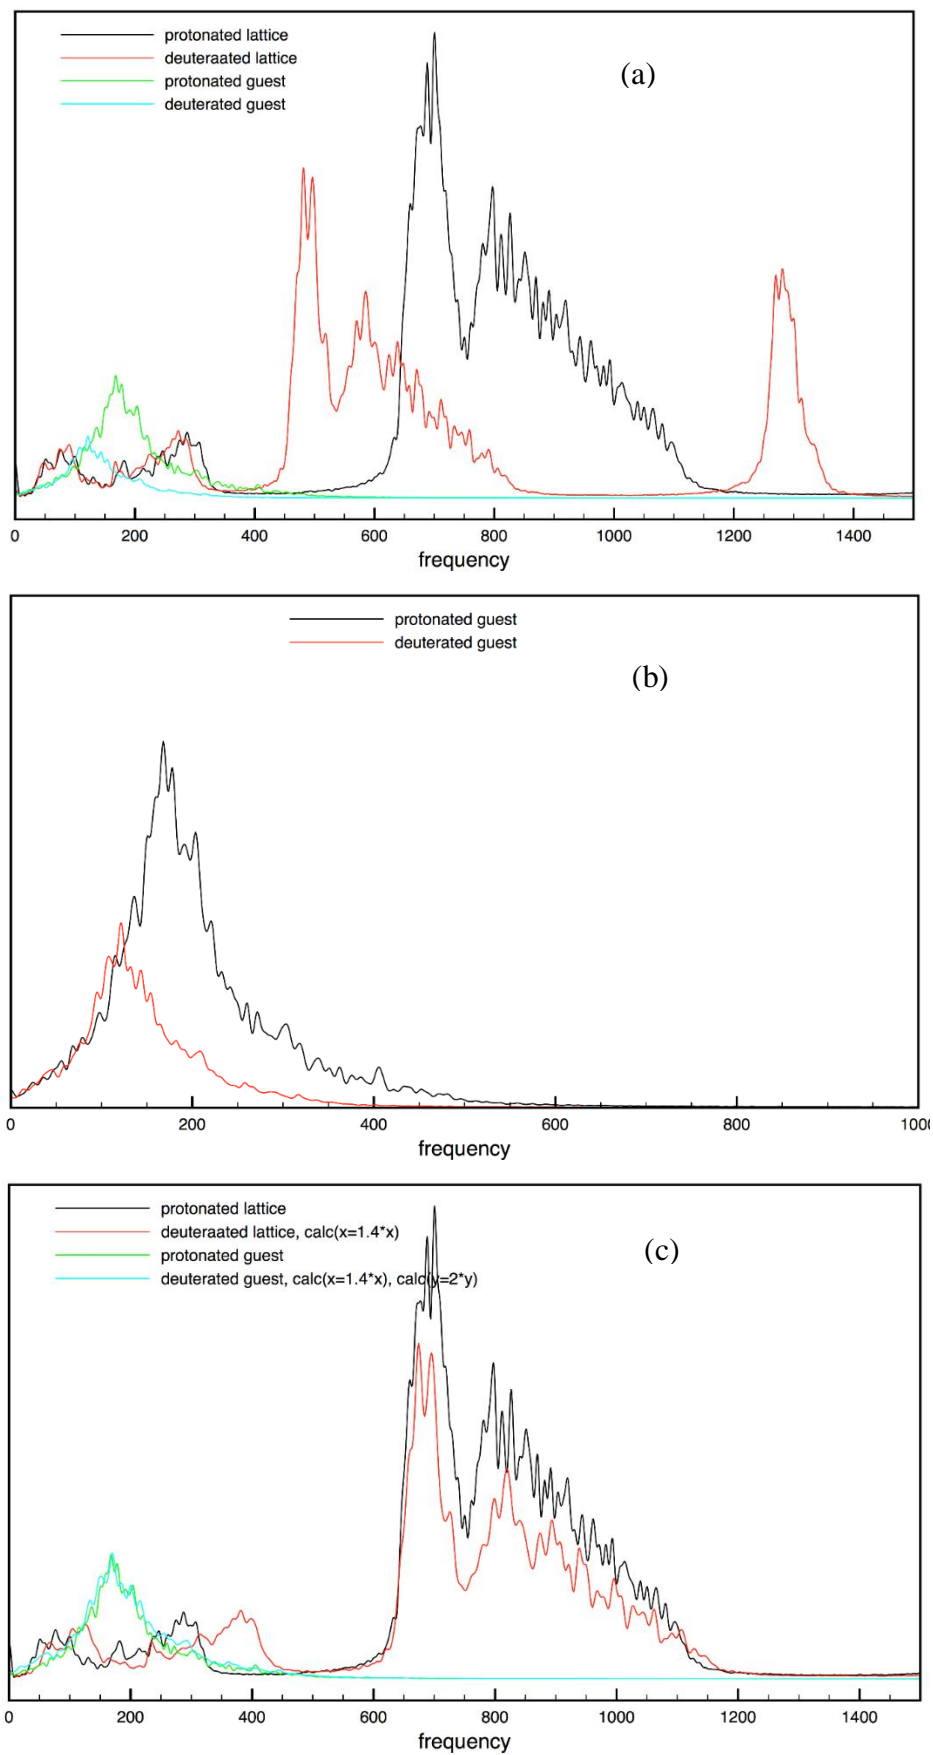 protonated lattice
deuteraated lattice
protonated guest
deuterated guest
(a)
0 200 400 600 800 1000 1200 1400
frequency
protonated guest
deuterated guest
(b)
0 200 400 600 800 1000
frequency
protonated lattice
deuteraated lattice, calc(x=1.4*x)
protonated guest
deuterated guest, calc(x=1.4*x), calc(y=2*y)
(c)
0 200 400 600 800 1000 1200 1400
frequency